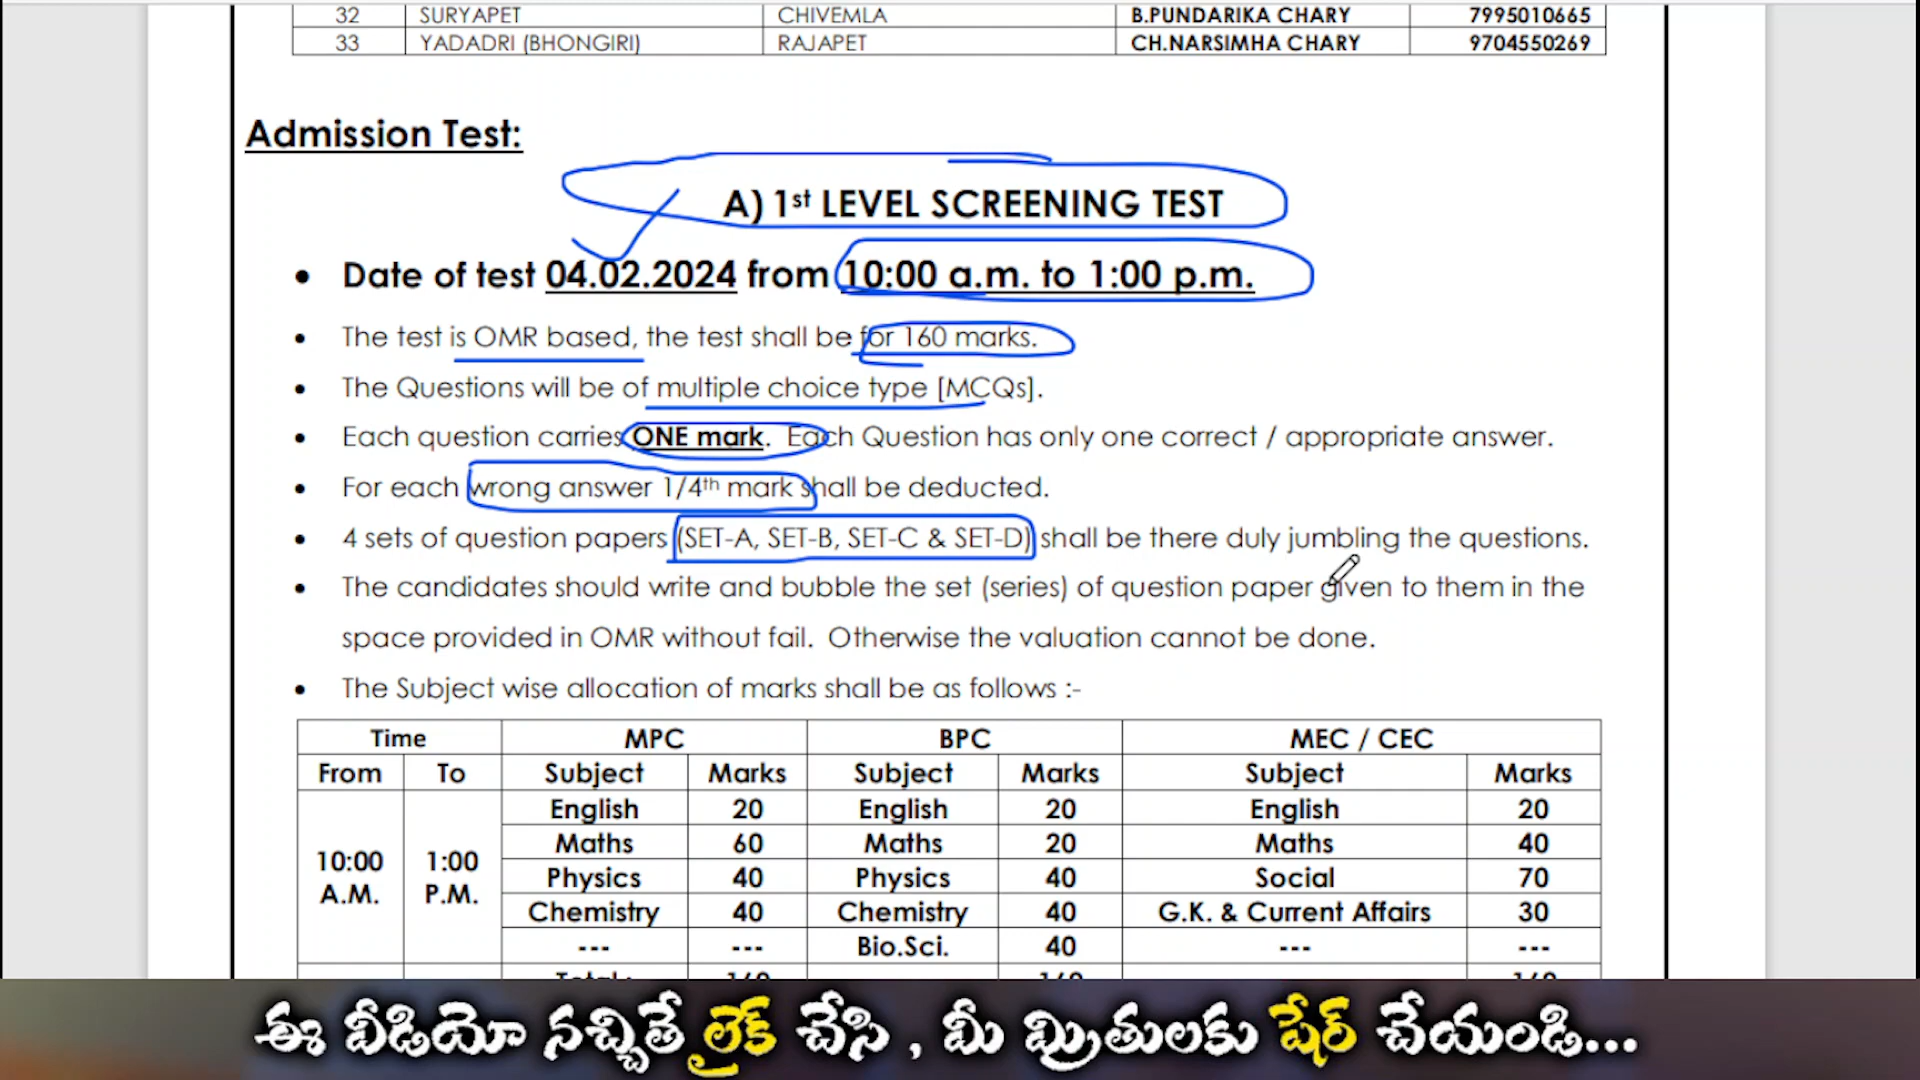 32 SURYAPET CHIVEMLA B.PUNDARIKA CHARY 7995010665
33 YADADRI (BHONGIRI) RAJAPET CH.NARSIMHA CHARY 9704550269
Admission Test:
A) 1st LEVEL SCREENING TEST
• Date of test 04.02.2024 from 10:00 a.m. to 1:00 p.m.
• The test is OMR based, the test shall be for 160 marks.
• The Questions will be of multiple choice type [MCQs].
• Each question carries ONE mark. Each Question has only one correct / appropriate answer.
• For each wrong answer 1/4th mark shall be deducted.
• 4 sets of question papers (SET-A, SET-B, SET-C & SET-D) shall be there duly jumbling the questions.
• The candidates should write and bubble the set (series) of question paper given to them in the
space provided in OMR without fail. Otherwise the valuation cannot be done.
• The Subject wise allocation of marks shall be as follows :-
Time MPC BPC MEC / CEC
From To Subject Marks Subject Marks Subject Marks
English 20 English 20 English 20
Maths 60 Maths 20 Maths 40
10:00 A.M. 1:00 P.M. Physics 40 Physics 40 Social 70
Chemistry 40 Chemistry 40 G.K. & Current Affairs 30
--- --- Bio.Sci. 40 --- ---
Total: 160 160 160
ఈ వీడియో నచ్చితే లైక్ చేసి , మీ మిత్రులకు షేర్ చేయండి...